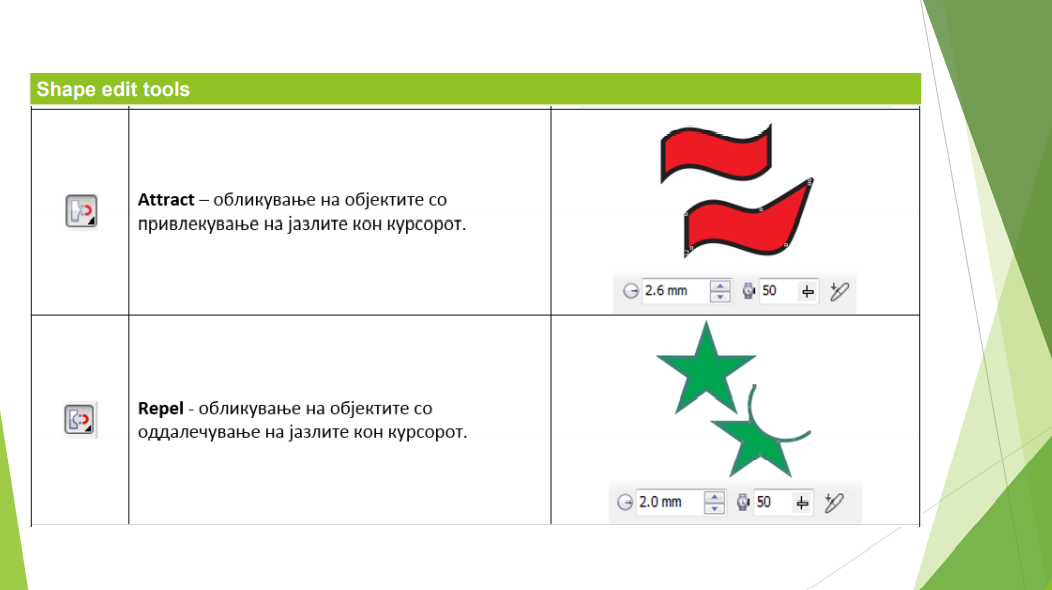 Shape edit tools
Attract – обликување на објектите со
привлекување на јазлите кон курсорот.
2.6 mm 50
Repel - обликување на објектите со
оддалечување на јазлите кон курсорот.
2.0 mm 50